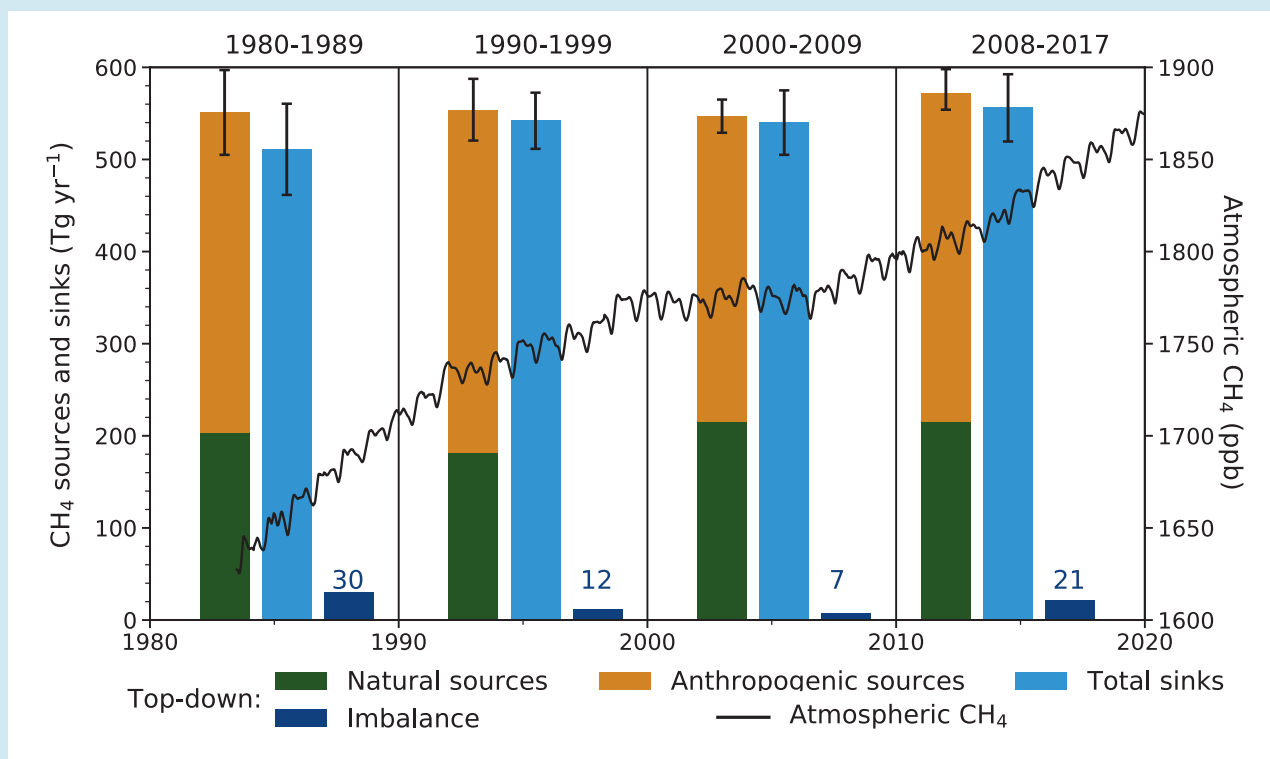 1980-1989 1990-1999 2000-2009 2008-2017
CH₄ sources and sinks (Tg yr⁻¹)
600
500
400
300
200
100
0
30 12 7 21
1900
1850
1800
1750
1700
1650
1600
Atmospheric CH₄ (ppb)
1980 1990 2000 2010 2020
Top-down:
Natural sources Anthropogenic sources Total sinks
Imbalance Atmospheric CH₄